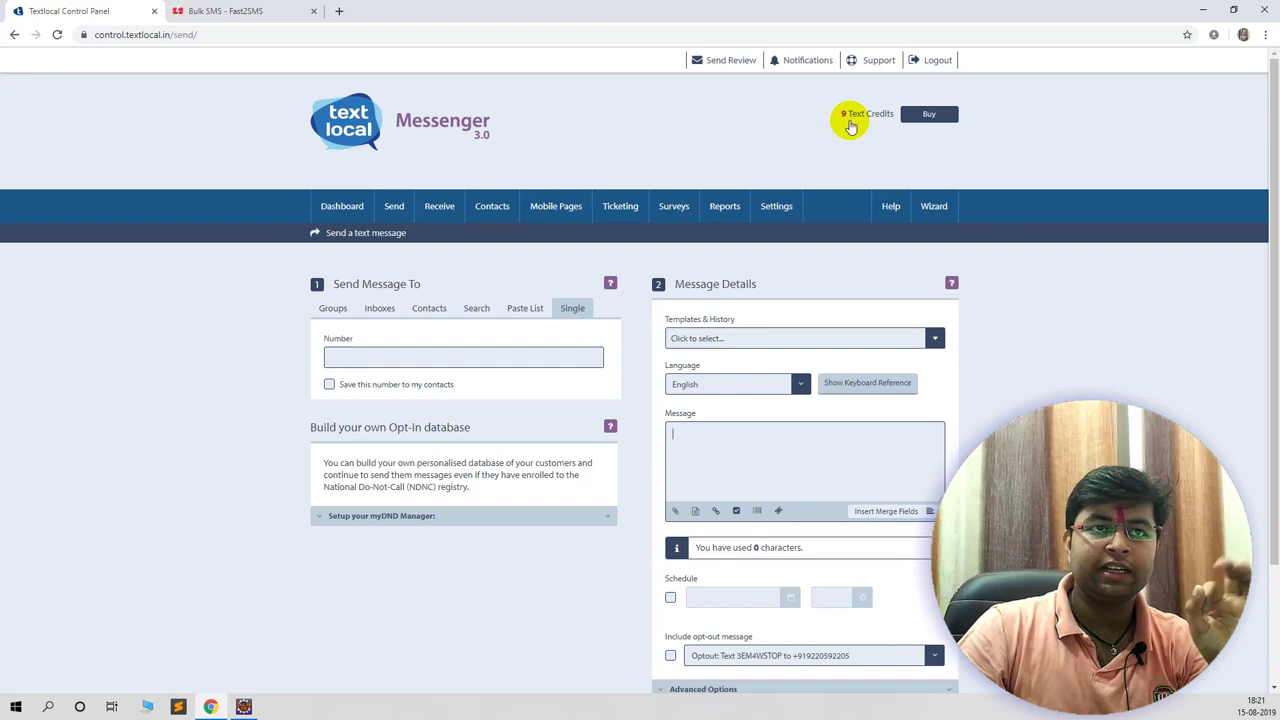 Textlocal Control Panel
Bulk SMS - Fast2SMS
control.textlocal.in/send/
Send Review
Notifications
Support
Logout
text local
Messenger 3.0
9 Text Credits
Buy
Dashboard
Send
Receive
Contacts
Mobile Pages
Ticketing
Surveys
Reports
Settings
Help
Wizard
Send a text message
1 Send Message To ?
Groups
Inboxes
Contacts
Search
Paste List
Single
Number
Save this number to my contacts
Build your own Opt-in database ?
You can build your own personalised database of your customers and
continue to send them messages even if they have enrolled to the
National Do-Not-Call (NDNC) registry.
Setup your myDND Manager:
2 Message Details ?
Templates & History
Click to select...
Language
English
Show Keyboard Reference
Message
Insert Merge Fields
You have used 0 characters.
Schedule
Include opt-out message
Optout: Text 3EM4WSTOP to +919220592205
Advanced Options
18:21
15-08-2019